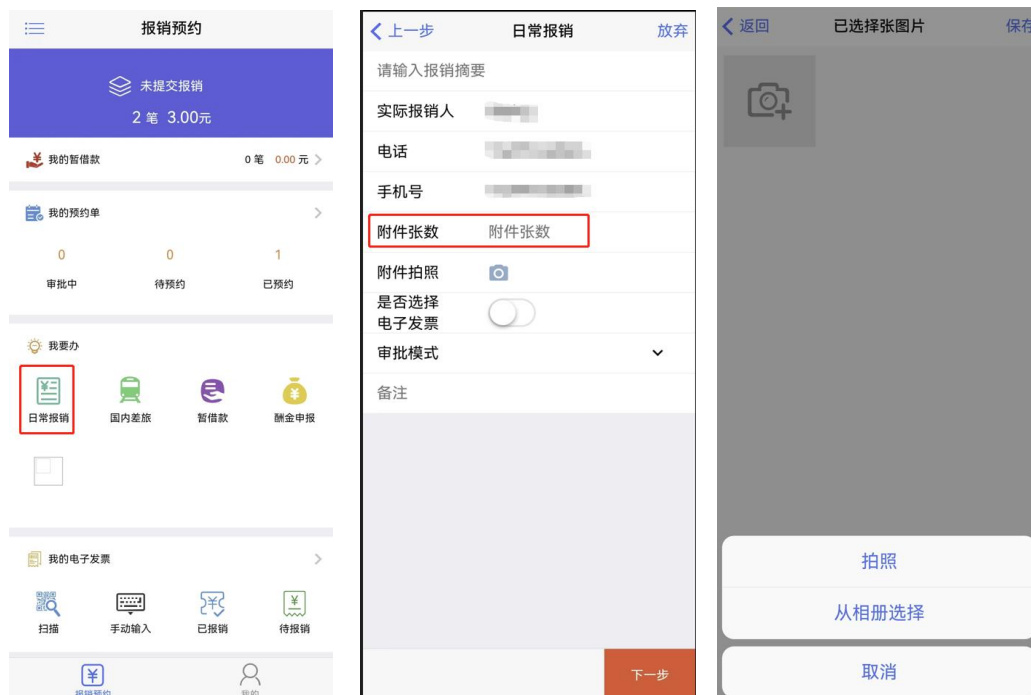 报销预约
未提交报销
2 笔 3.00元
我的暂借款 0 笔 0.00 元
我的预约单
0 0 1
审批中 待预约 已预约
我要办
日常报销 国内差旅 暂借款 酬金申报
我的电子发票
扫描 手动输入 已报销 待报销
报销预约 我的
上一步 日常报销 放弃
请输入报销摘要
实际报销人
电话
手机号
附件张数 附件张数
附件拍照
是否选择
电子发票
审批模式
备注
下一步
返回 已选择张图片 保存
拍照
从相册选择
取消